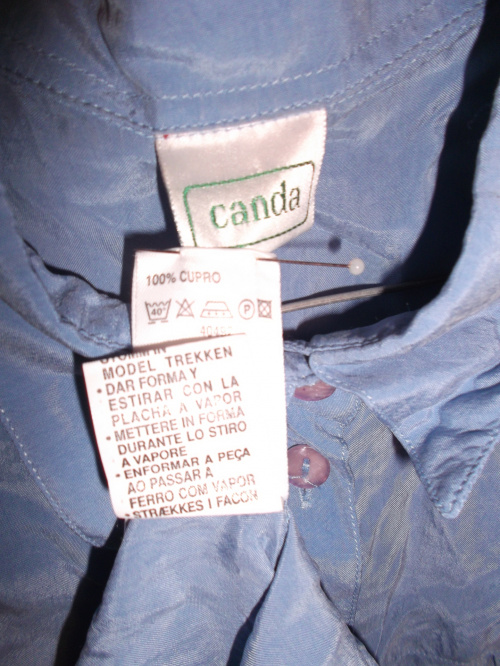 canda
100% CUPRO
40°
P
MODEL TREKKEN
• DAR FORMA Y
ESTIRAR CON LA
PLACHA A VAPOR
• METTERE IN FORMA
DURANTE LO STIRO
A VAPORE
• ENFORMAR A PEÇA
AO PASSAR A
FERRO COM VAPOR
• STRÆKKES I FACON